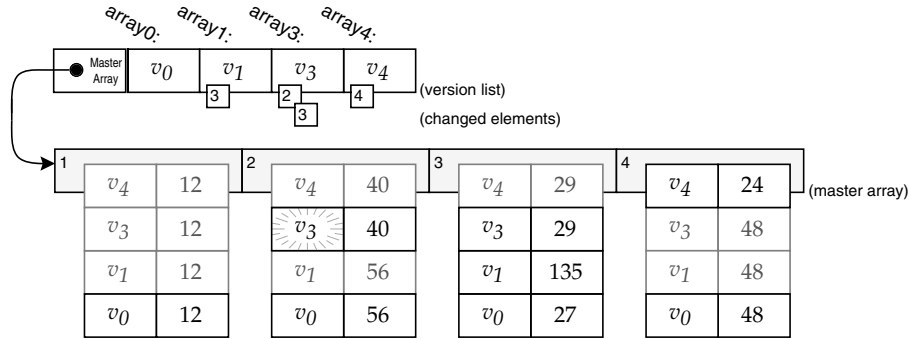 array0: array1: array3: array4:
Master Array v0 v1 v3 v4
(version list)
3 2 4
3
(changed elements)
1 2 3 4
v4 12 v4 40 v4 29 v4 24
(master array)
v3 12 v3 40 v3 29 v3 48
v1 12 v1 56 v1 135 v1 48
v0 12 v0 56 v0 27 v0 48